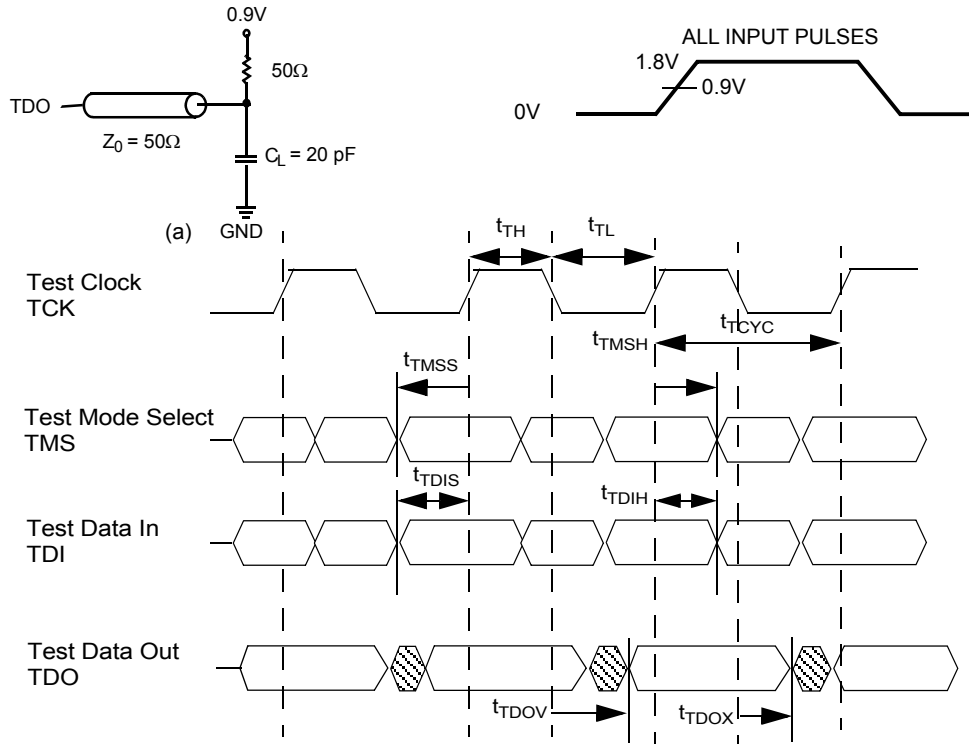 0.9V
50Ω
TDO
Z0 = 50Ω
CL = 20 pF
(a)
GND
ALL INPUT PULSES
1.8V
0.9V
0V
tTH
tTL
Test Clock
TCK
tTMSH
tTCYC
tTMSS
Test Mode Select
TMS
tTDIS
tTDIH
Test Data In
TDI
Test Data Out
TDO
tTDOV
tTDOX